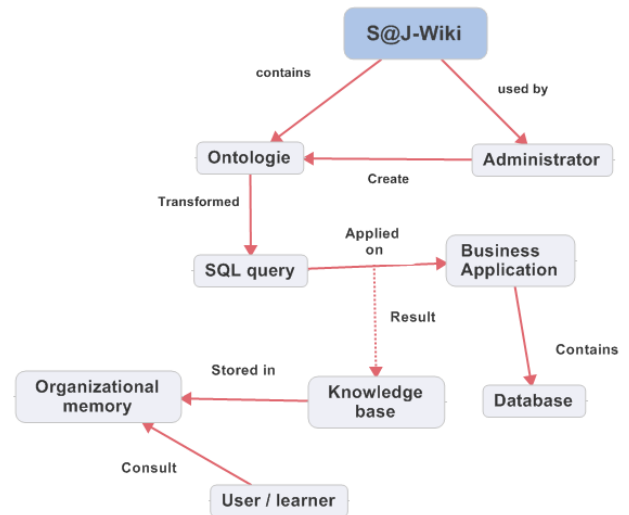 S@J-Wiki
contains
used by
Ontologie
Administrator
Create
Transformed
Applied
on
Business
Application
SQL query
Result
Contains
Stored in
Organizational
memory
Knowledge
base
Database
Consult
User / learner